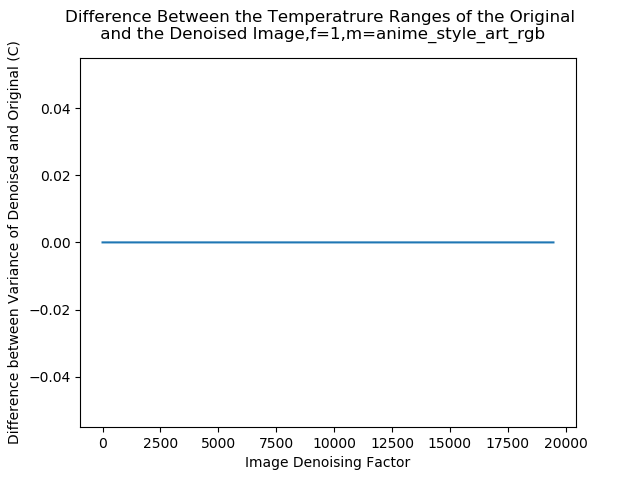 Difference Between the Temperatrure Ranges of the Original
and the Denoised Image,f=1,m=anime_style_art_rgb
Difference between Variance of Denoised and Original (C)
0.04
0.02
0.00
−0.02
−0.04
0 2500 5000 7500 10000 12500 15000 17500 20000
Image Denoising Factor